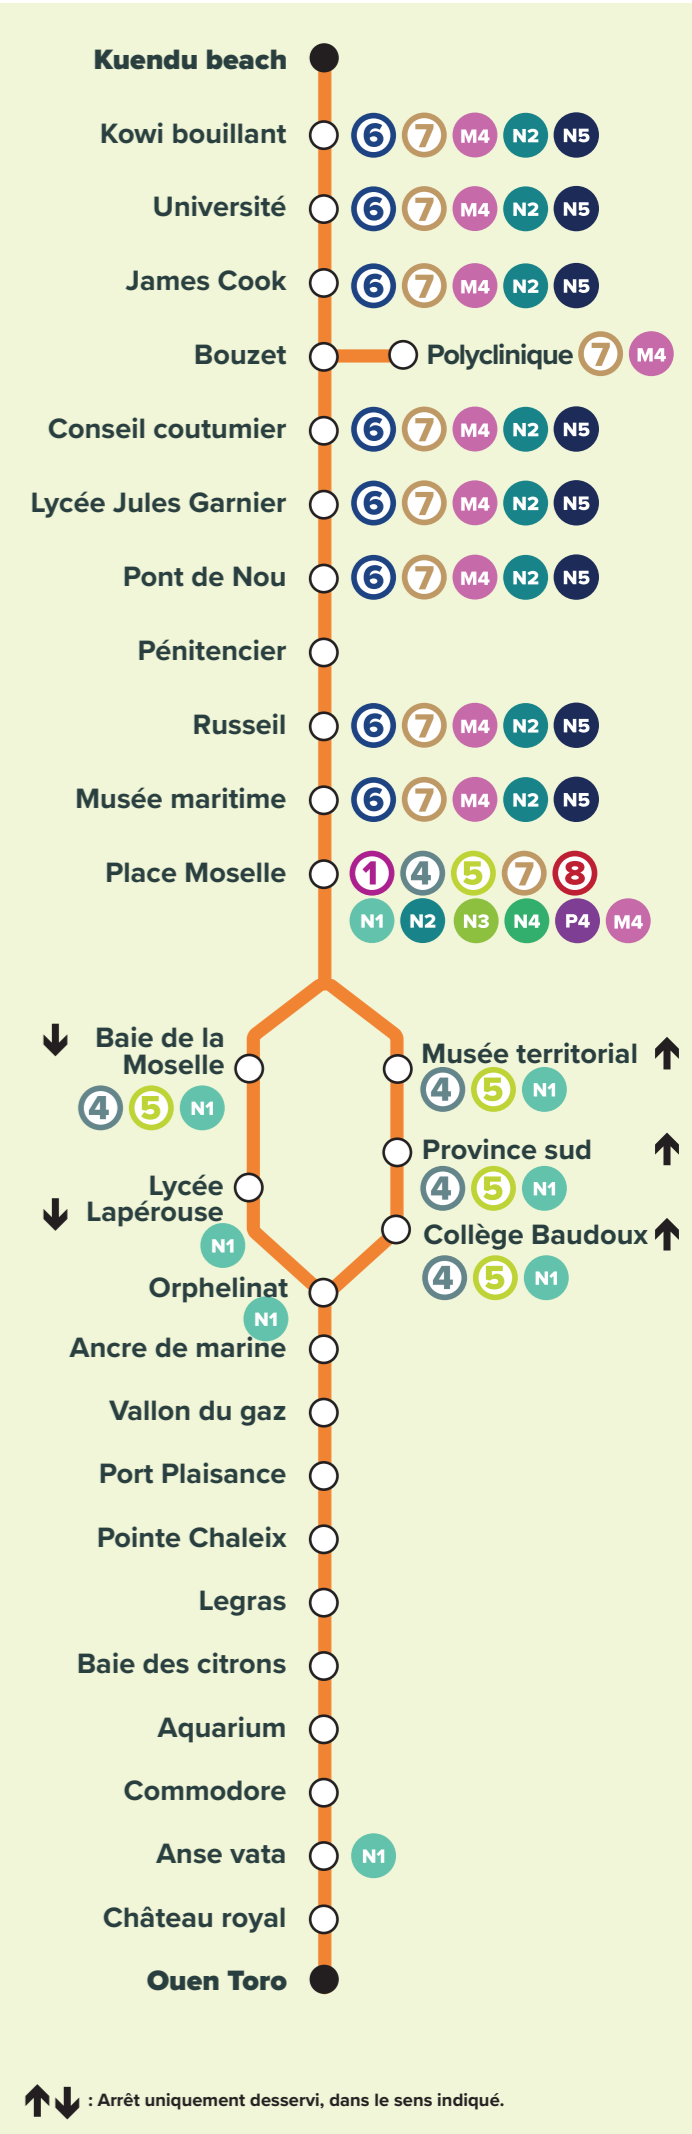 Kuendu beach
Kowi bouillant 6 7 M4 N2 N5
Université 6 7 M4 N2 N5
James Cook 6 7 M4 N2 N5
Bouzet Polyclinique 7 M4
Conseil coutumier 6 7 M4 N2 N5
Lycée Jules Garnier 6 7 M4 N2 N5
Pont de Nou 6 7 M4 N2 N5
Pénitencier
Russeil 6 7 M4 N2 N5
Musée maritime 6 7 M4 N2 N5
Place Moselle 1 4 5 7 8
N1 N2 N3 N4 P4 M4
Baie de la
Moselle
4 5 N1
Musée territorial
4 5 N1
Province sud
4 5 N1
Lycée
Lapérouse
N1
Collège Baudoux
4 5 N1
Orphelinat
N1
Ancre de marine
Vallon du gaz
Port Plaisance
Pointe Chaleix
Legras
Baie des citrons
Aquarium
Commodore
Anse vata N1
Château royal
Ouen Toro
: Arrêt uniquement desservi, dans le sens indiqué.